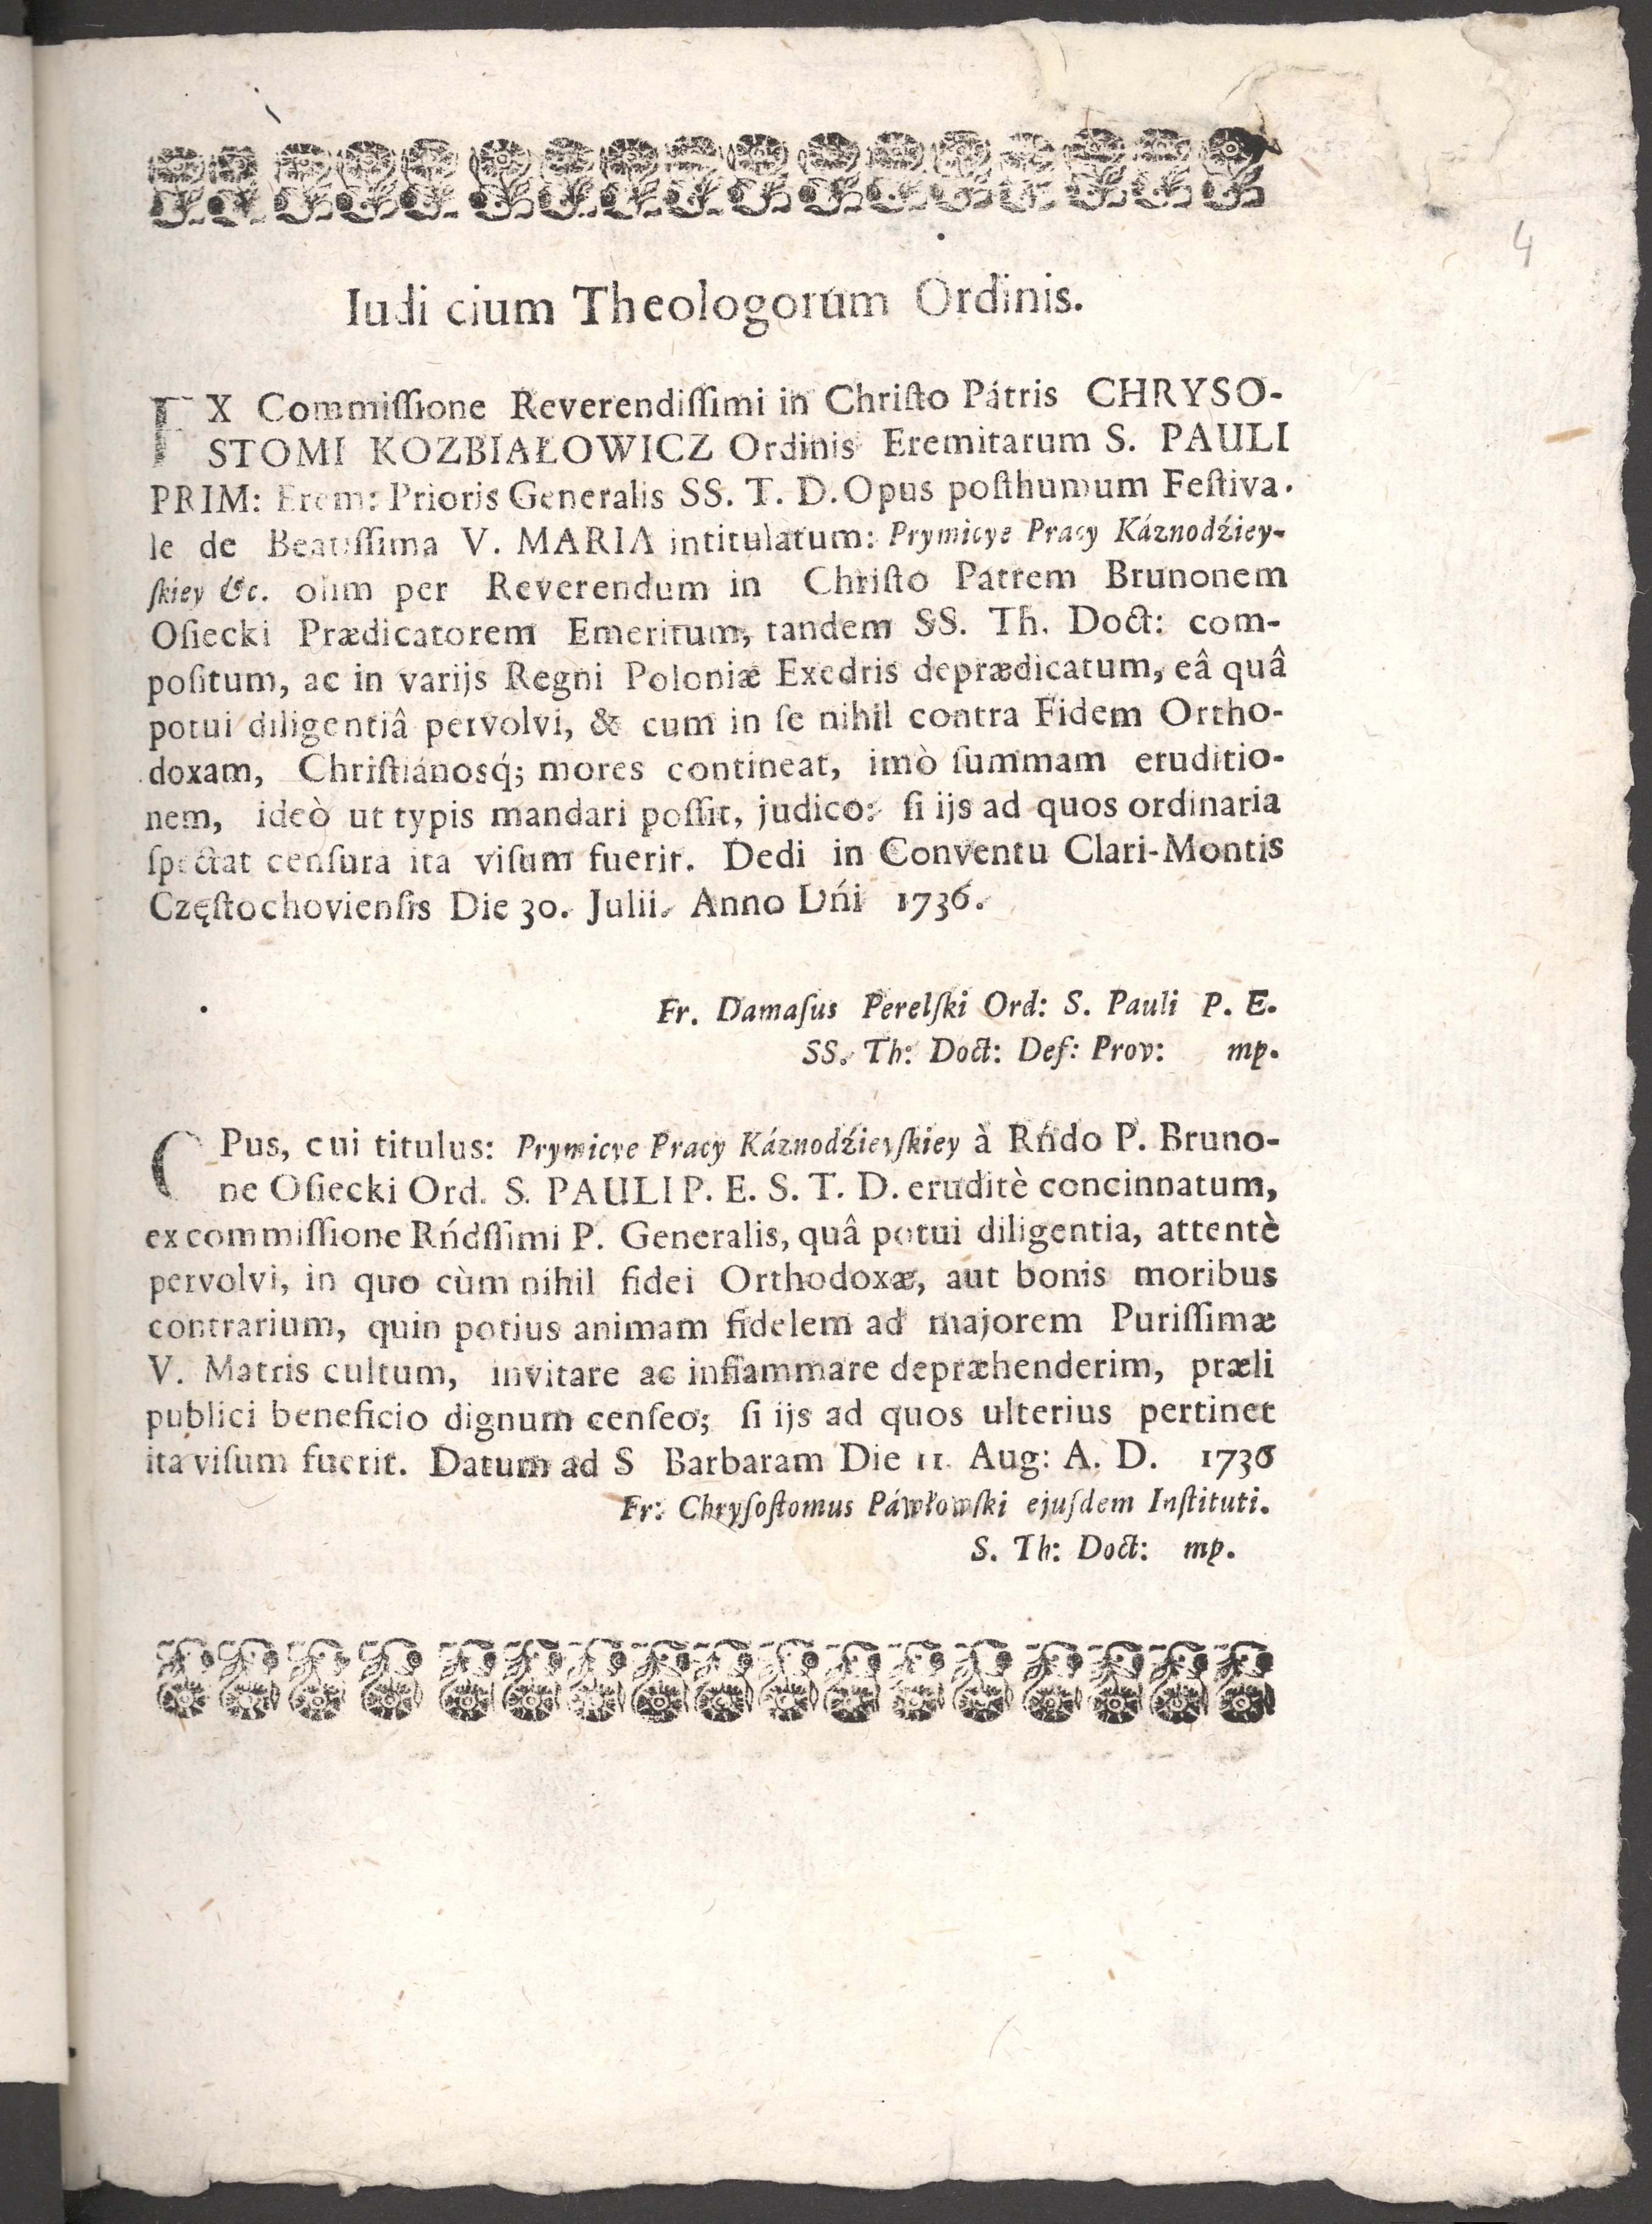 4
Iudi cium Theologorum Ordinis.
EX Commiſſione Reverendiſſimi in Chriſto Pátris CHRYSO-
STOMI KOZBIAŁOWICZ Ordinis Eremitarum S. PAULI
PRIM: Erem: Prioris Generalis SS. T. D. Opus poſthumum Feſtiva-
le de Beatiſſima V. MARIA intitulatum: Prymicye Pracy Káznodźiey-
ſkiey &c. olim per Reverendum in Chriſto Patrem Brunonem
Oſiecki Prædicatorem Emeritum, tandem SS. Th. Doct: com-
poſitum, ac in varijs Regni Poloniæ Exedris deprædicatum, eâ quâ
potui diligentiâ pervolvi, & cum in ſe nihil contra Fidem Ortho-
doxam, Chriſtiánosq́; mores contineat, imò ſummam eruditio-
nem, ideò ut typis mandari poſſit, judico: ſi ijs ad quos ordinaria
ſpectat cenſura ita viſum fuerit. Dedi in Conventu Clari-Montis
Częſtochovienſis Die 30. Julii. Anno Dńi 1736.
Fr. Damaſus Perelſki Ord: S. Pauli P. E.
SS. Th: Doct: Def: Prov: mp.
OPus, cui titulus: Prymicye Pracy Káznodźieyſkiey à Rńdo P. Bruno-
ne Oſiecki Ord. S. PAULI P. E. S. T. D. eruditè concinnatum,
ex commiſſione Rńdſſimi P. Generalis, quâ potui diligentia, attentè
pervolvi, in quo cùm nihil fidei Orthodoxæ, aut bonis moribus
contrarium, quin potius animam fidelem ad majorem Puriſſimæ
V. Matris cultum, invitare ac inflammare depræhenderim, præli
publici beneficio dignum cenſeo; ſi ijs ad quos ulterius pertinet
ita viſum fuerit. Datum ad S Barbaram Die 11. Aug: A. D. 1736
Fr: Chryſoſtomus Páwłowſki ejuſdem Inſtituti.
S. Th: Doct: mp.